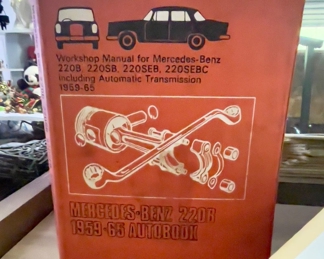 Workshop Manual for Mercedes-Benz
220B, 220SB, 220SEB, 220SEBC
Including Automatic Transmission
1959-65
MERCEDES-BENZ 220B
1959-65 AUTOBOOK